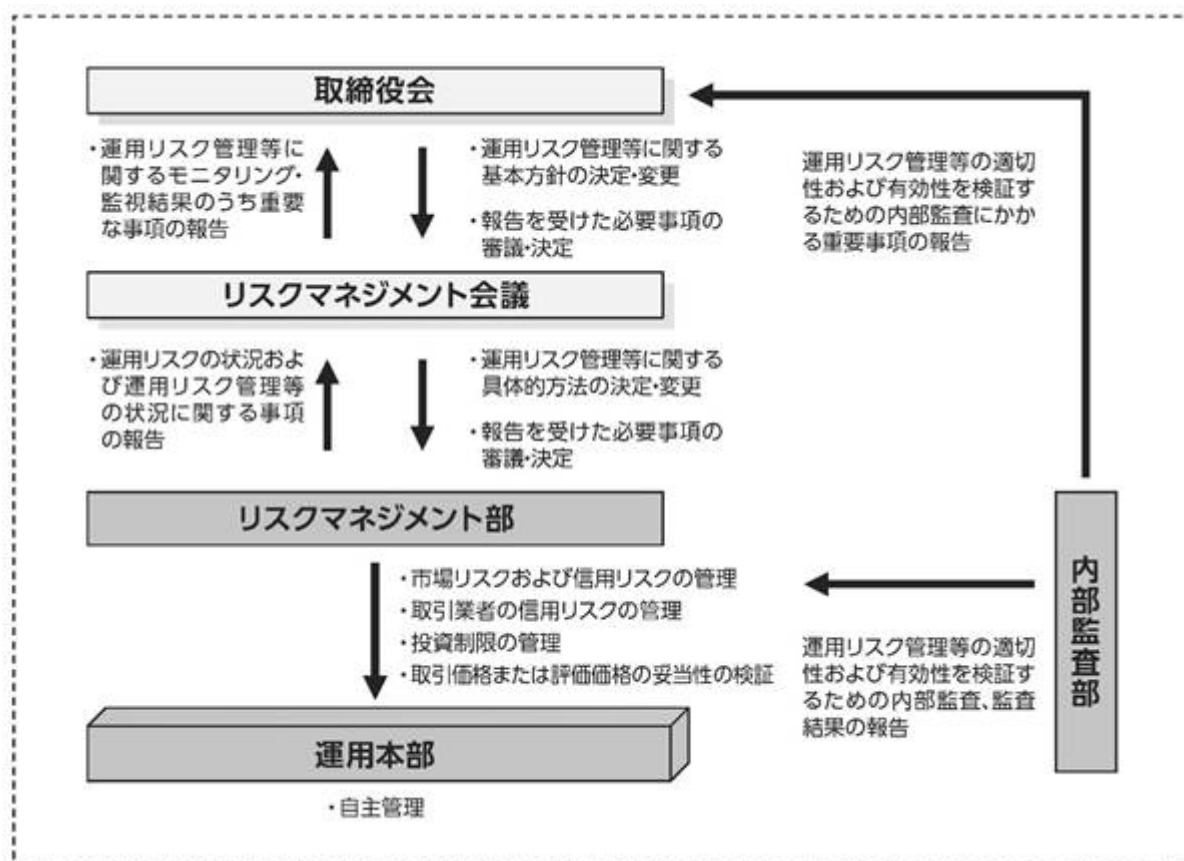 取締役会
・運用リスク管理等に
関するモニタリング・
監視結果のうち重要
な事項の報告
・運用リスク管理等に関する
基本方針の決定・変更
・報告を受けた必要事項の
審議・決定
運用リスク管理等の適切
性および有効性を検証す
るための内部監査にかか
る重要事項の報告
リスクマネジメント会議
・運用リスクの状況およ
び運用リスク管理等
の状況に関する事項
の報告
・運用リスク管理等に関する
具体的方法の決定・変更
・報告を受けた必要事項の
審議・決定
リスクマネジメント部
・市場リスクおよび信用リスクの管理
・取引業者の信用リスクの管理
・投資制限の管理
・取引価格または評価価格の妥当性の検証
運用リスク管理等の適切
性および有効性を検証す
るための内部監査、監査
結果の報告
内部監査部
運用本部
・自主管理